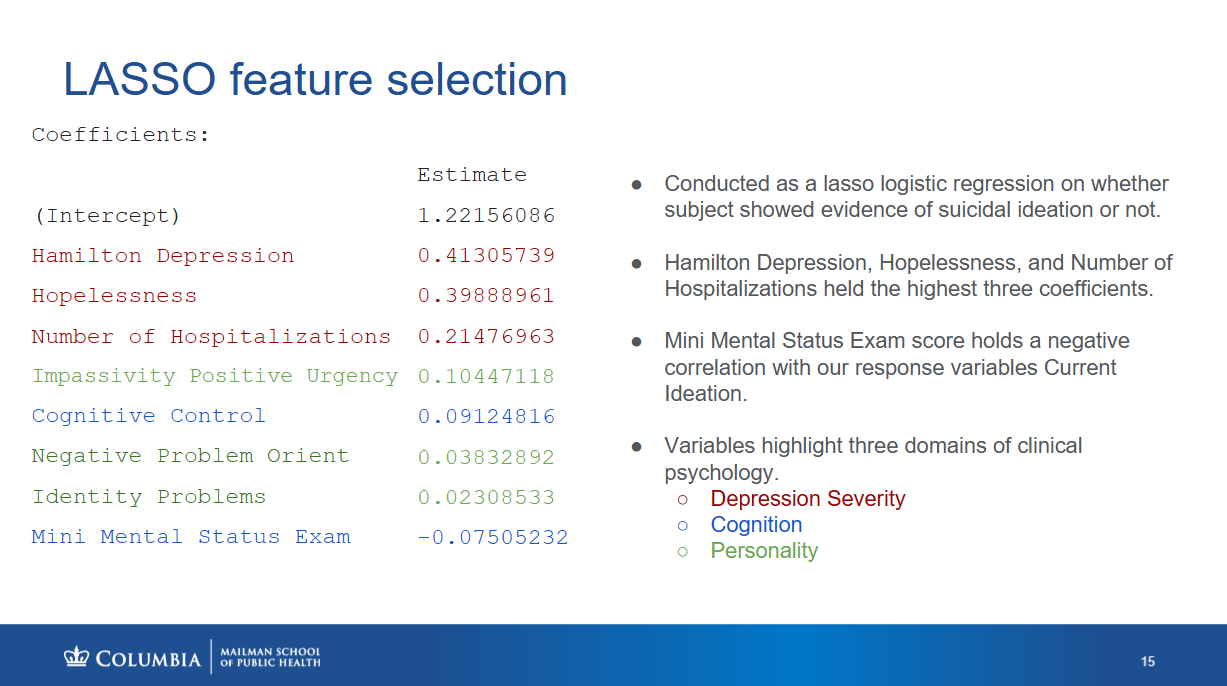 LASSO feature selection
Coefficients:
Estimate
(Intercept) 1.22156086
Hamilton Depression 0.41305739
Hopelessness 0.39888961
Number of Hospitalizations 0.21476963
Impassivity Positive Urgency 0.10447118
Cognitive Control 0.09124816
Negative Problem Orient 0.03832892
Identity Problems 0.02308533
Mini Mental Status Exam -0.07505232
● Conducted as a lasso logistic regression on whether
subject showed evidence of suicidal ideation or not.
● Hamilton Depression, Hopelessness, and Number of
Hospitalizations held the highest three coefficients.
● Mini Mental Status Exam score holds a negative
correlation with our response variables Current
Ideation.
● Variables highlight three domains of clinical
psychology.
○ Depression Severity
○ Cognition
○ Personality
COLUMBIA
MAILMAN SCHOOL
OF PUBLIC HEALTH
15